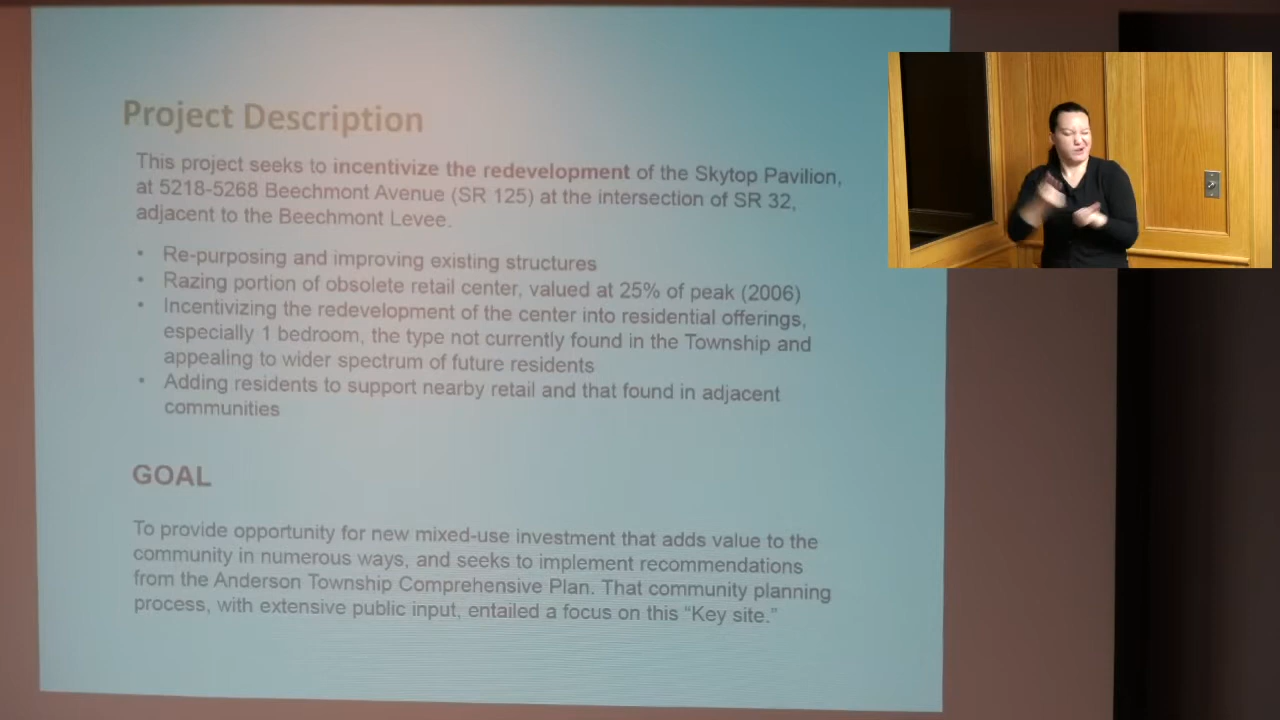 Project Description
This project seeks to incentivize the redevelopment of the Skytop Pavilion,
at 5218-5268 Beechmont Avenue (SR 125) at the intersection of SR 32,
adjacent to the Beechmont Levee.
• Re-purposing and improving existing structures
• Razing portion of obsolete retail center, valued at 25% of peak (2006)
• Incentivizing the redevelopment of the center into residential offerings,
especially 1 bedroom, the type not currently found in the Township and
appealing to wider spectrum of future residents
• Adding residents to support nearby retail and that found in adjacent
communities
GOAL
To provide opportunity for new mixed-use investment that adds value to the
community in numerous ways, and seeks to implement recommendations
from the Anderson Township Comprehensive Plan. That community planning
process, with extensive public input, entailed a focus on this “Key site.”